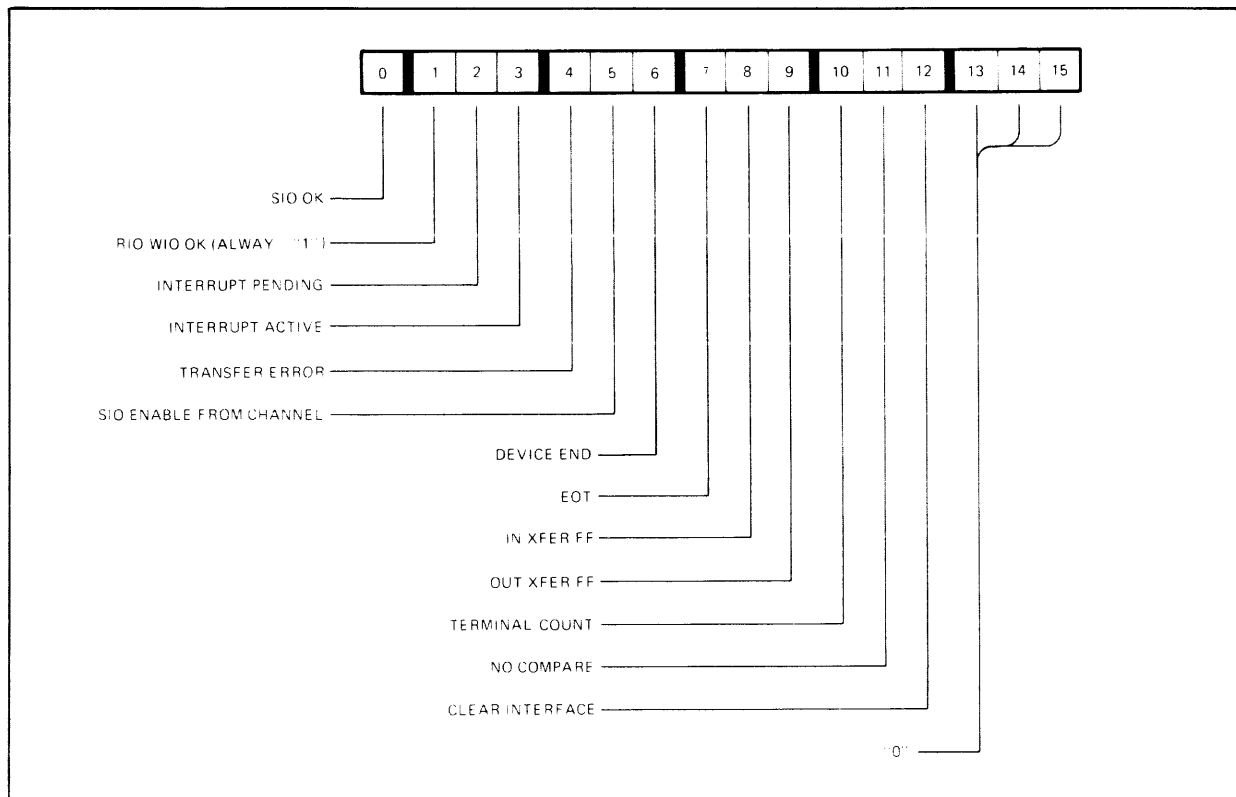 0 1 2 3 4 5 6 7 8 9 10 11 12 13 14 15
SIO OK
RIO WIO OK (ALWAY "1")
INTERRUPT PENDING
INTERRUPT ACTIVE
TRANSFER ERROR
SIO ENABLE FROM CHANNEL
DEVICE END
EOT
IN XFER FF
OUT XFER FF
TERMINAL COUNT
NO COMPARE
CLEAR INTERFACE
"0"